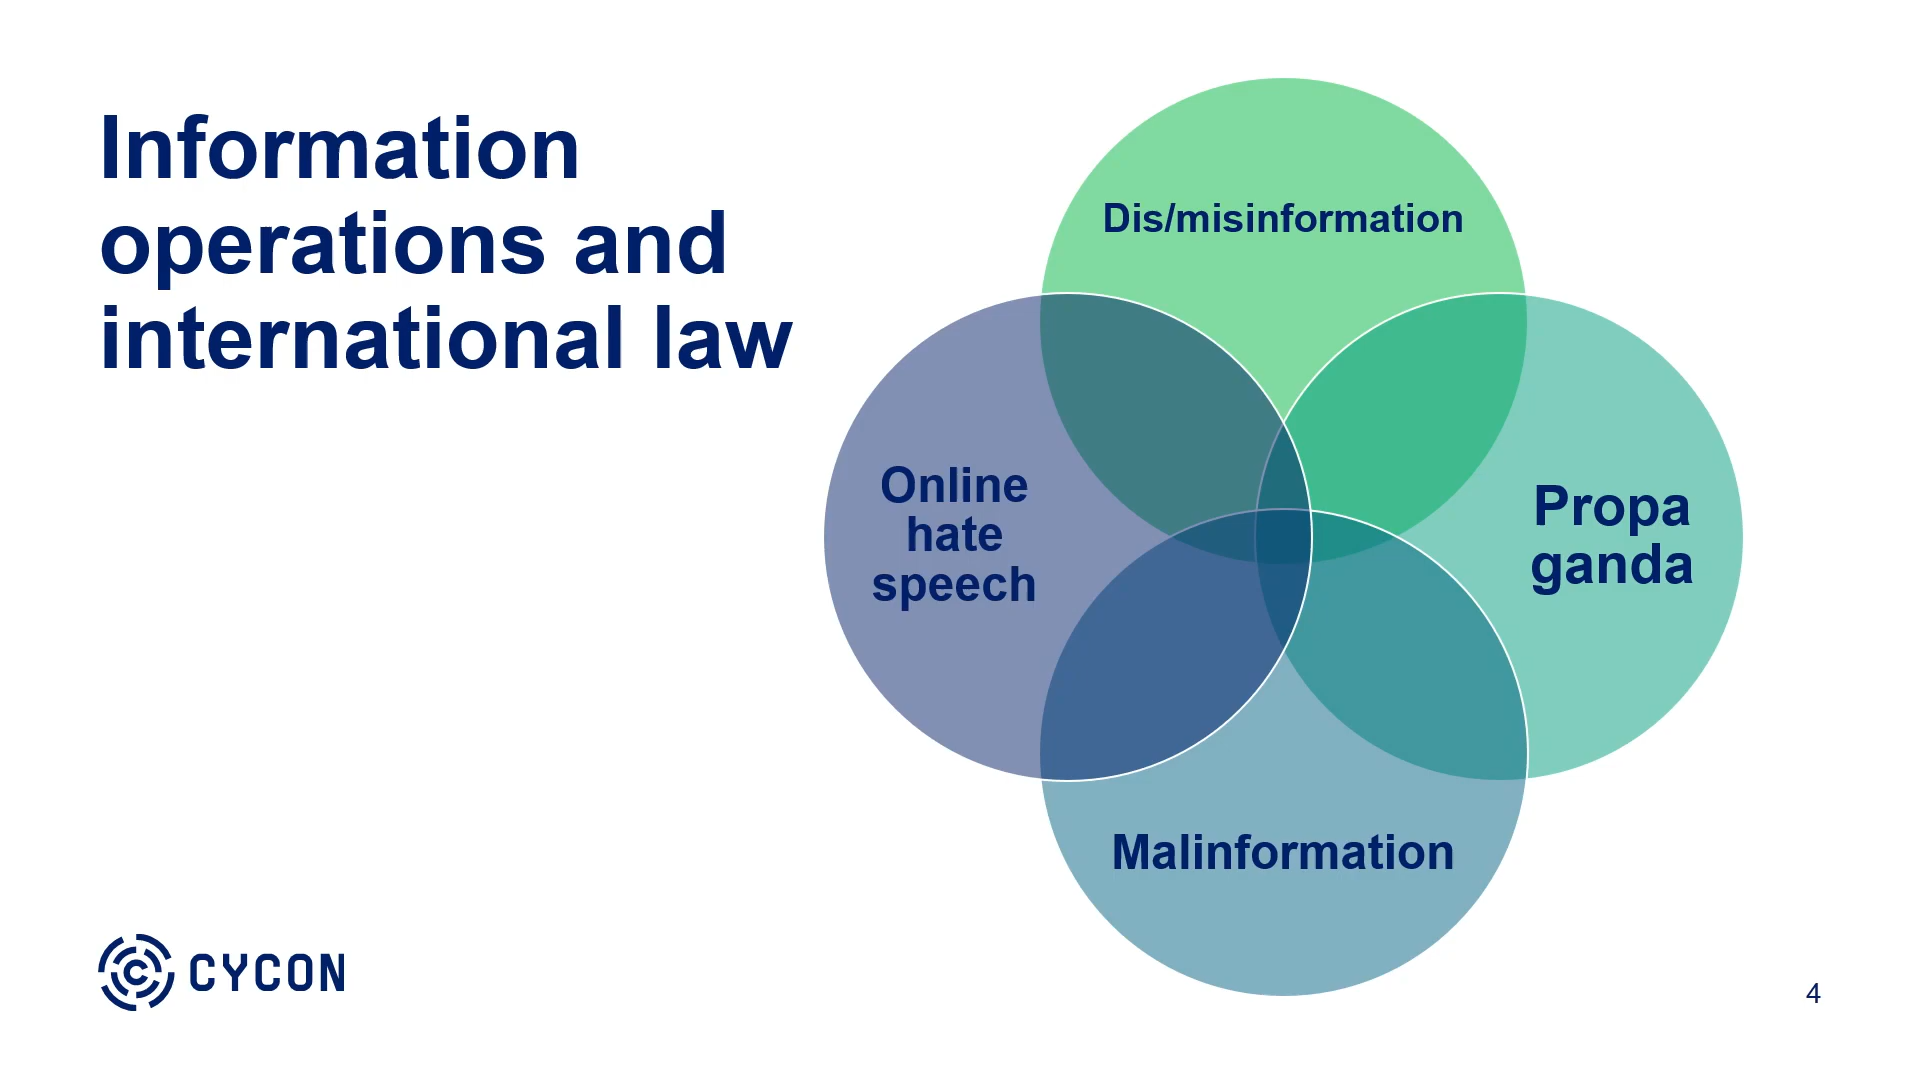 Information
operations and
international law
Dis/misinformation
Online
hate
speech
Propa
ganda
Malinformation
CYCON
4